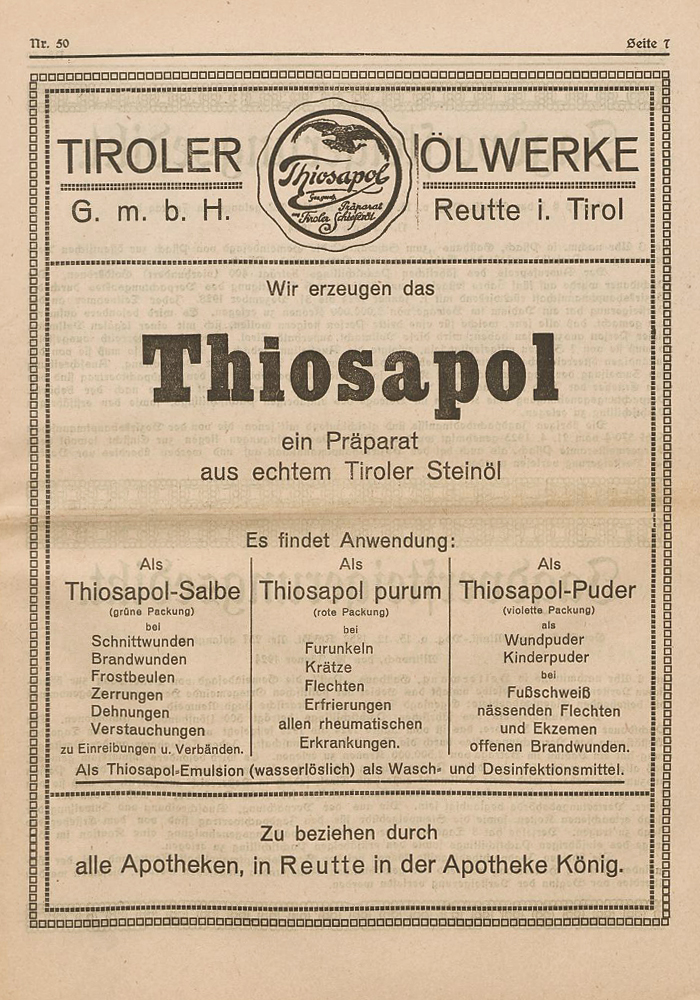 Nr. 50
Seite 7
TIROLER
G. m. b. H.
Thiosapol
Präparat
Tiroler Schieferöl
ÖLWERKE
Reutte i. Tirol
Wir erzeugen das
Thiosapol
ein Präparat
aus echtem Tiroler Steinöl
Es findet Anwendung:
Als
Thiosapol-Salbe
(grüne Packung)
bei
Schnittwunden
Brandwunden
Frostbeulen
Zerrungen
Dehnungen
Verstauchungen
zu Einreibungen u. Verbänden.
Als
Thiosapol purum
(rote Packung)
bei
Furunkeln
Krätze
Flechten
Erfrierungen
allen rheumatischen
Erkrankungen.
Als
Thiosapol-Puder
(violette Packung)
als
Wundpuder
Kinderpuder
bei
Fußschweiß
nässenden Flechten
und Ekzemen
offenen Brandwunden.
Als Thiosapol-Emulsion (wasserlöslich) als Wasch- und Desinfektionsmittel.
Zu beziehen durch
alle Apotheken, in Reutte in der Apotheke König.